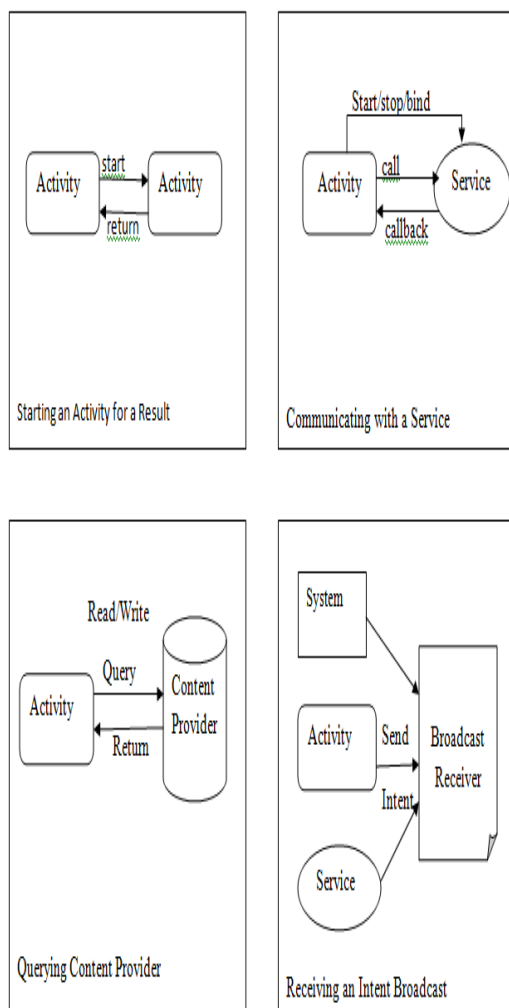 start
Activity
Activity
return
Starting an Activity for a Result
Start/stop/bind
Activity
call
Service
callback
Communicating with a Service
Read/Write
Query
Activity
Content
Provider
Return
Querying Content Provider
System
Activity
Send
Broadcast
Receiver
Intent
Service
Receiving an Intent Broadcast